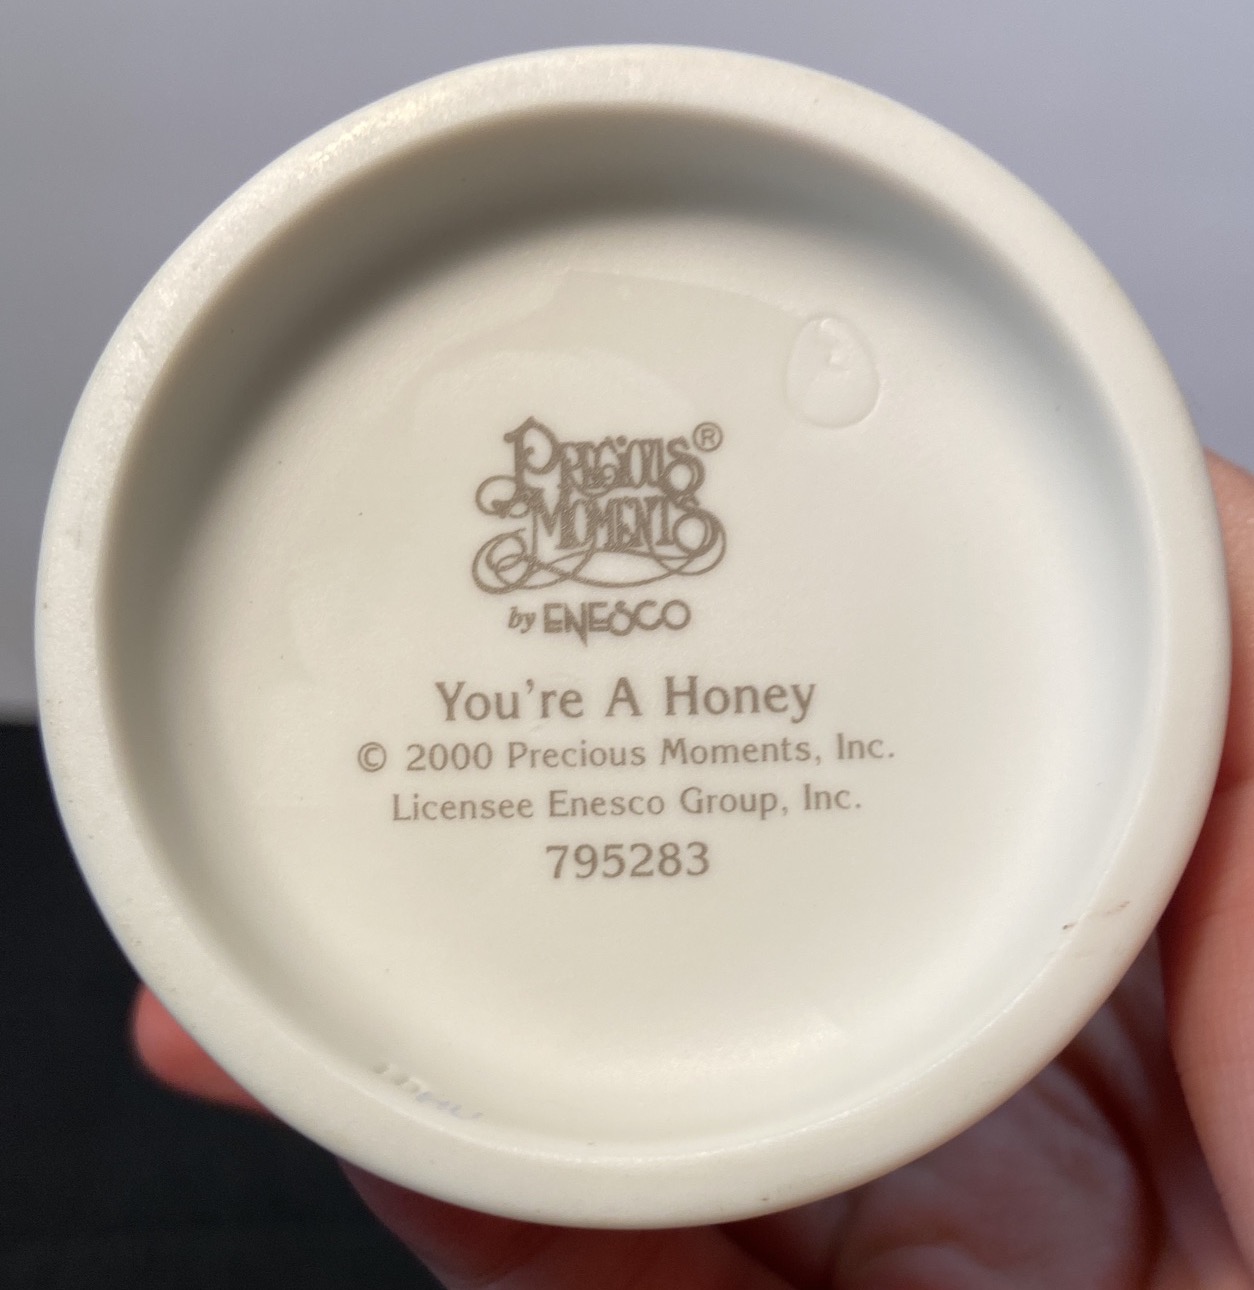 PRECIOUS®
MOMENTS
by ENESCO
You're A Honey
© 2000 Precious Moments, Inc.
Licensee Enesco Group, Inc.
795283